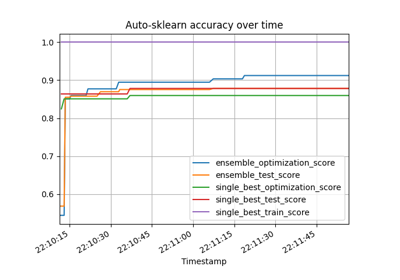 Auto-sklearn accuracy over time
1.0
0.9
0.8
0.7
0.6
ensemble_optimization_score
ensemble_test_score
single_best_optimization_score
single_best_test_score
single_best_train_score
22:10:15
22:10:30
22:10:45
22:11:00
22:11:15
22:11:30
22:11:45
Timestamp